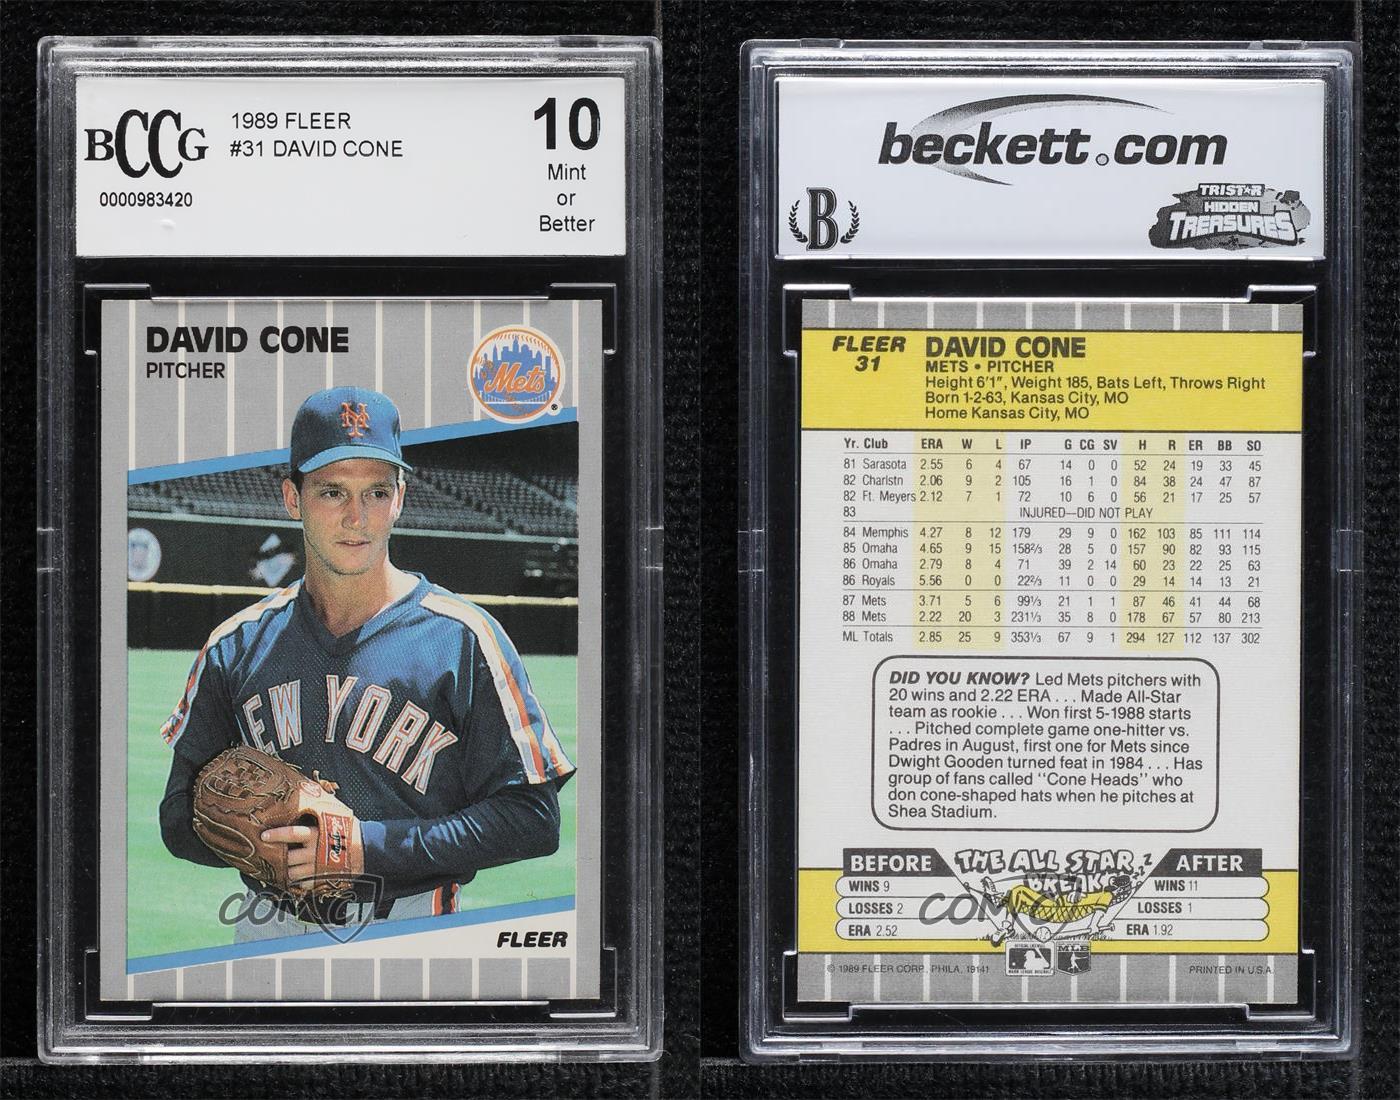 BCCG
0000983420
1989 FLEER
#31 DAVID CONE
10
Mint
or
Better
DAVID CONE
PITCHER
Mets
®
NY
NEW YORK
Rawlings
COMC
FLEER
beckett.com
B
TRISTAR
HIDDEN
TREASURES
FLEER
31
DAVID CONE
METS • PITCHER
Height 6'1", Weight 185, Bats Left, Throws Right
Born 1-2-63, Kansas City, MO
Home Kansas City, MO
Yr. Club ERA W L IP G CG SV H R ER BB SO
81 Sarasota 2.55 6 4 67 14 0 0 52 24 19 33 45
82 Charlstn 2.06 9 2 105 16 1 0 84 38 24 47 87
82 Ft. Meyers 2.12 7 1 72 10 6 0 56 21 17 25 57
83 INJURED—DID NOT PLAY
84 Memphis 4.27 8 12 179 29 9 0 162 103 85 111 114
85 Omaha 4.65 9 15 158⅔ 28 5 0 157 90 82 93 115
86 Omaha 2.79 8 4 71 39 2 14 60 23 22 25 63
86 Royals 5.56 0 0 22⅔ 11 0 0 29 14 14 13 21
87 Mets 3.71 5 6 99⅓ 21 1 1 87 46 41 44 68
88 Mets 2.22 20 3 231⅓ 35 8 0 178 67 57 80 213
ML Totals 2.85 25 9 353⅓ 67 9 1 294 127 112 137 302
DID YOU KNOW? Led Mets pitchers with
20 wins and 2.22 ERA . . . Made All-Star
team as rookie . . . Won first 5-1988 starts
. . . Pitched complete game one-hitter vs.
Padres in August, first one for Mets since
Dwight Gooden turned feat in 1984 . . . Has
group of fans called "Cone Heads" who
don cone-shaped hats when he pitches at
Shea Stadium.
BEFORE THE ALL STAR BREAK AFTER
WINS 9 WINS 11
LOSSES 2 LOSSES 1
ERA 2.52 ERA 1.92
COMC
MLB
© 1989 FLEER CORP., PHILA. 19141 PRINTED IN U.S.A.